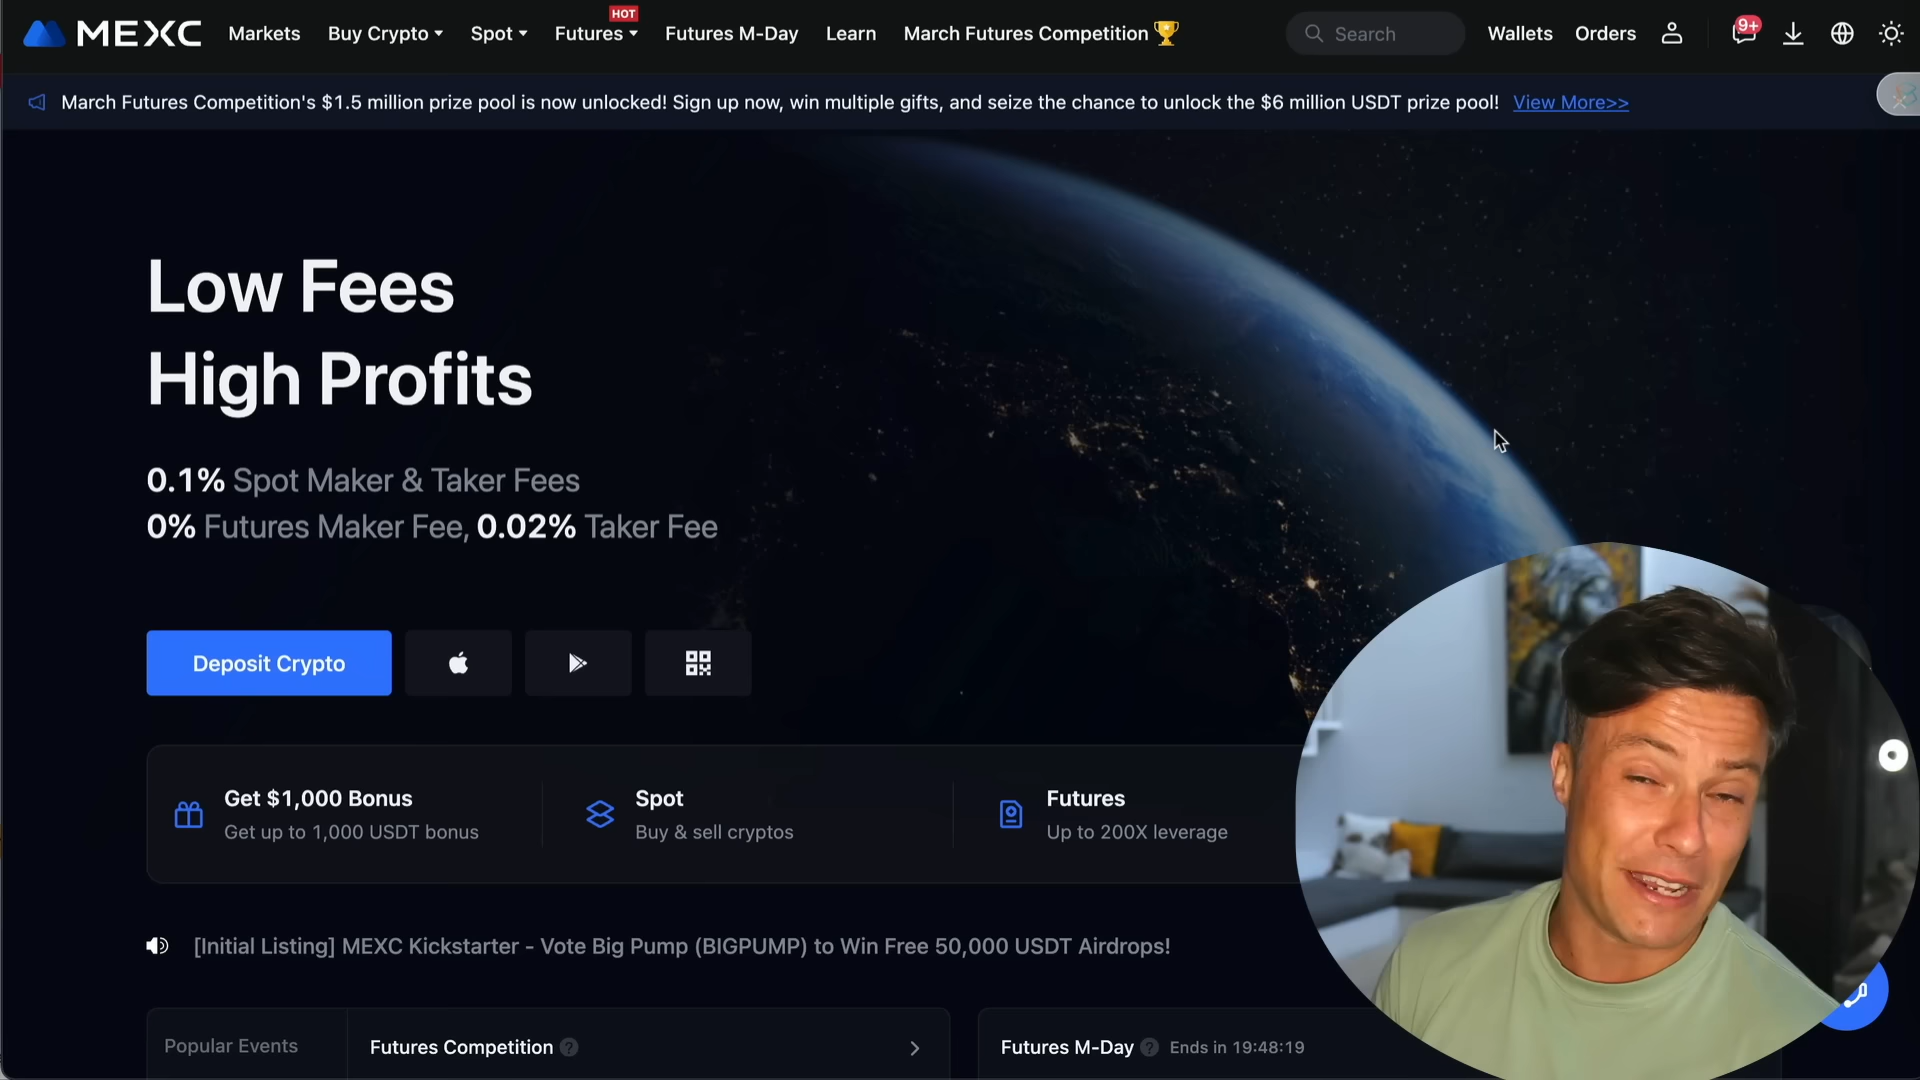 MEXC Markets Buy Crypto Spot Futures HOT Futures M-Day Learn March Futures Competition Search Wallets Orders 9+
March Futures Competition's $1.5 million prize pool is now unlocked! Sign up now, win multiple gifts, and seize the chance to unlock the $6 million USDT prize pool! View More>>
Low Fees
High Profits
0.1% Spot Maker & Taker Fees
0% Futures Maker Fee, 0.02% Taker Fee
Deposit Crypto
Get $1,000 Bonus
Get up to 1,000 USDT bonus
Spot
Buy & sell cryptos
Futures
Up to 200X leverage
[Initial Listing] MEXC Kickstarter - Vote Big Pump (BIGPUMP) to Win Free 50,000 USDT Airdrops!
Popular Events
Futures Competition ?
Futures M-Day ? Ends in 19:48:19